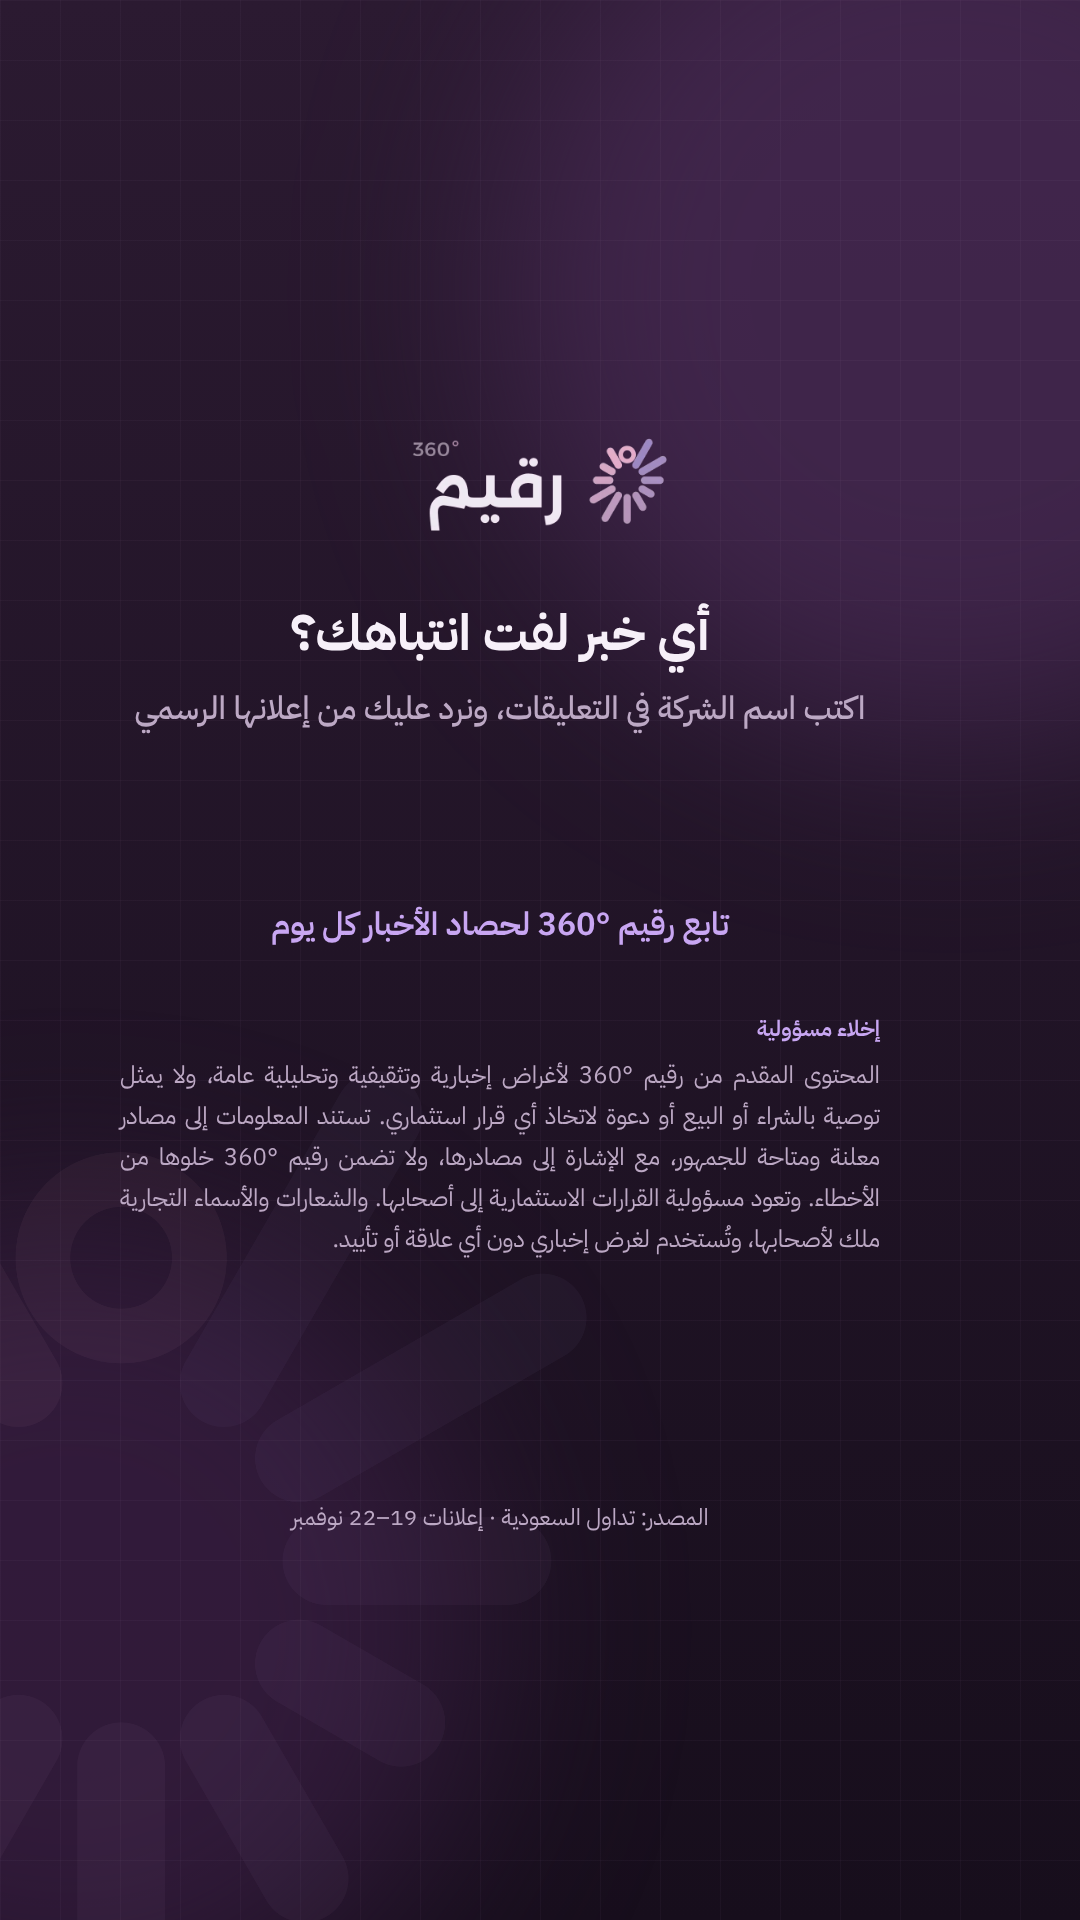 رقيم 360°
أي خبر لفت انتباهك؟
اكتب اسم الشركة في التعليقات، ونرد عليك من إعلانها الرسمي
تابع رقيم 360° لحصاد الأخبار كل يوم
إخلاء مسؤولية
المحتوى المقدم من رقيم 360° لأغراض إخبارية وتثقيفية وتحليلية عامة، ولا يمثل
توصية بالشراء أو البيع أو دعوة لاتخاذ أي قرار استثماري. تستند المعلومات إلى مصادر
معلنة ومتاحة للجمهور، مع الإشارة إلى مصادرها، ولا تضمن رقيم 360° خلوها من
الأخطاء. وتعود مسؤولية القرارات الاستثمارية إلى أصحابها. والشعارات والأسماء التجارية
ملك لأصحابها، وتُستخدم لغرض إخباري دون أي علاقة أو تأييد.
المصدر: تداول السعودية · إعلانات 19–22 نوفمبر